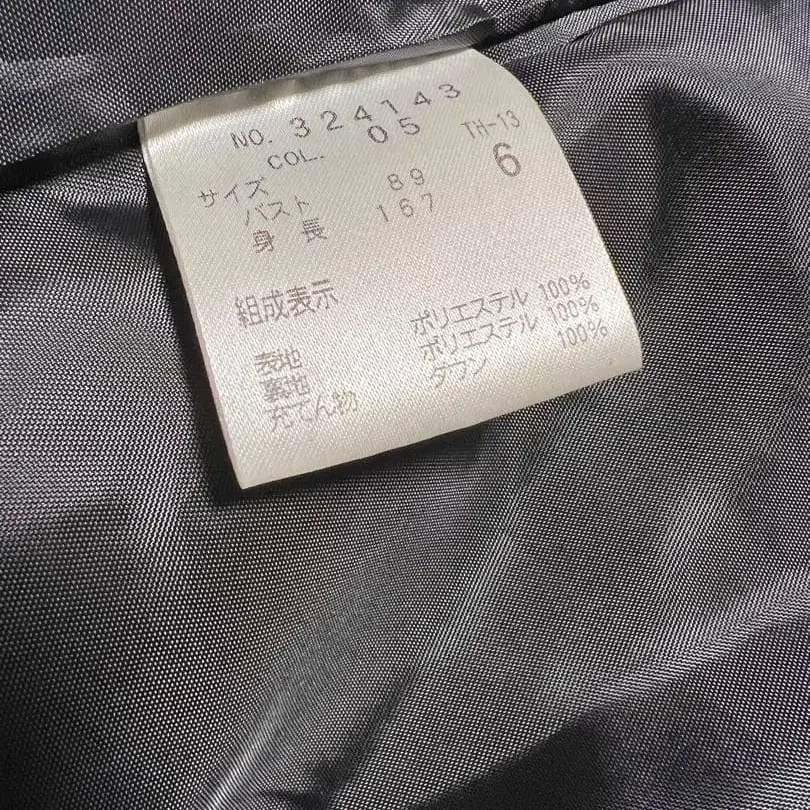 NO. 324143
COL. 05 TH-13
サイズ 6
バスト 89
身長 167
組成表示
表地 ポリエステル 100%
裏地 ポリエステル 100%
充てん物 ダウン 100%